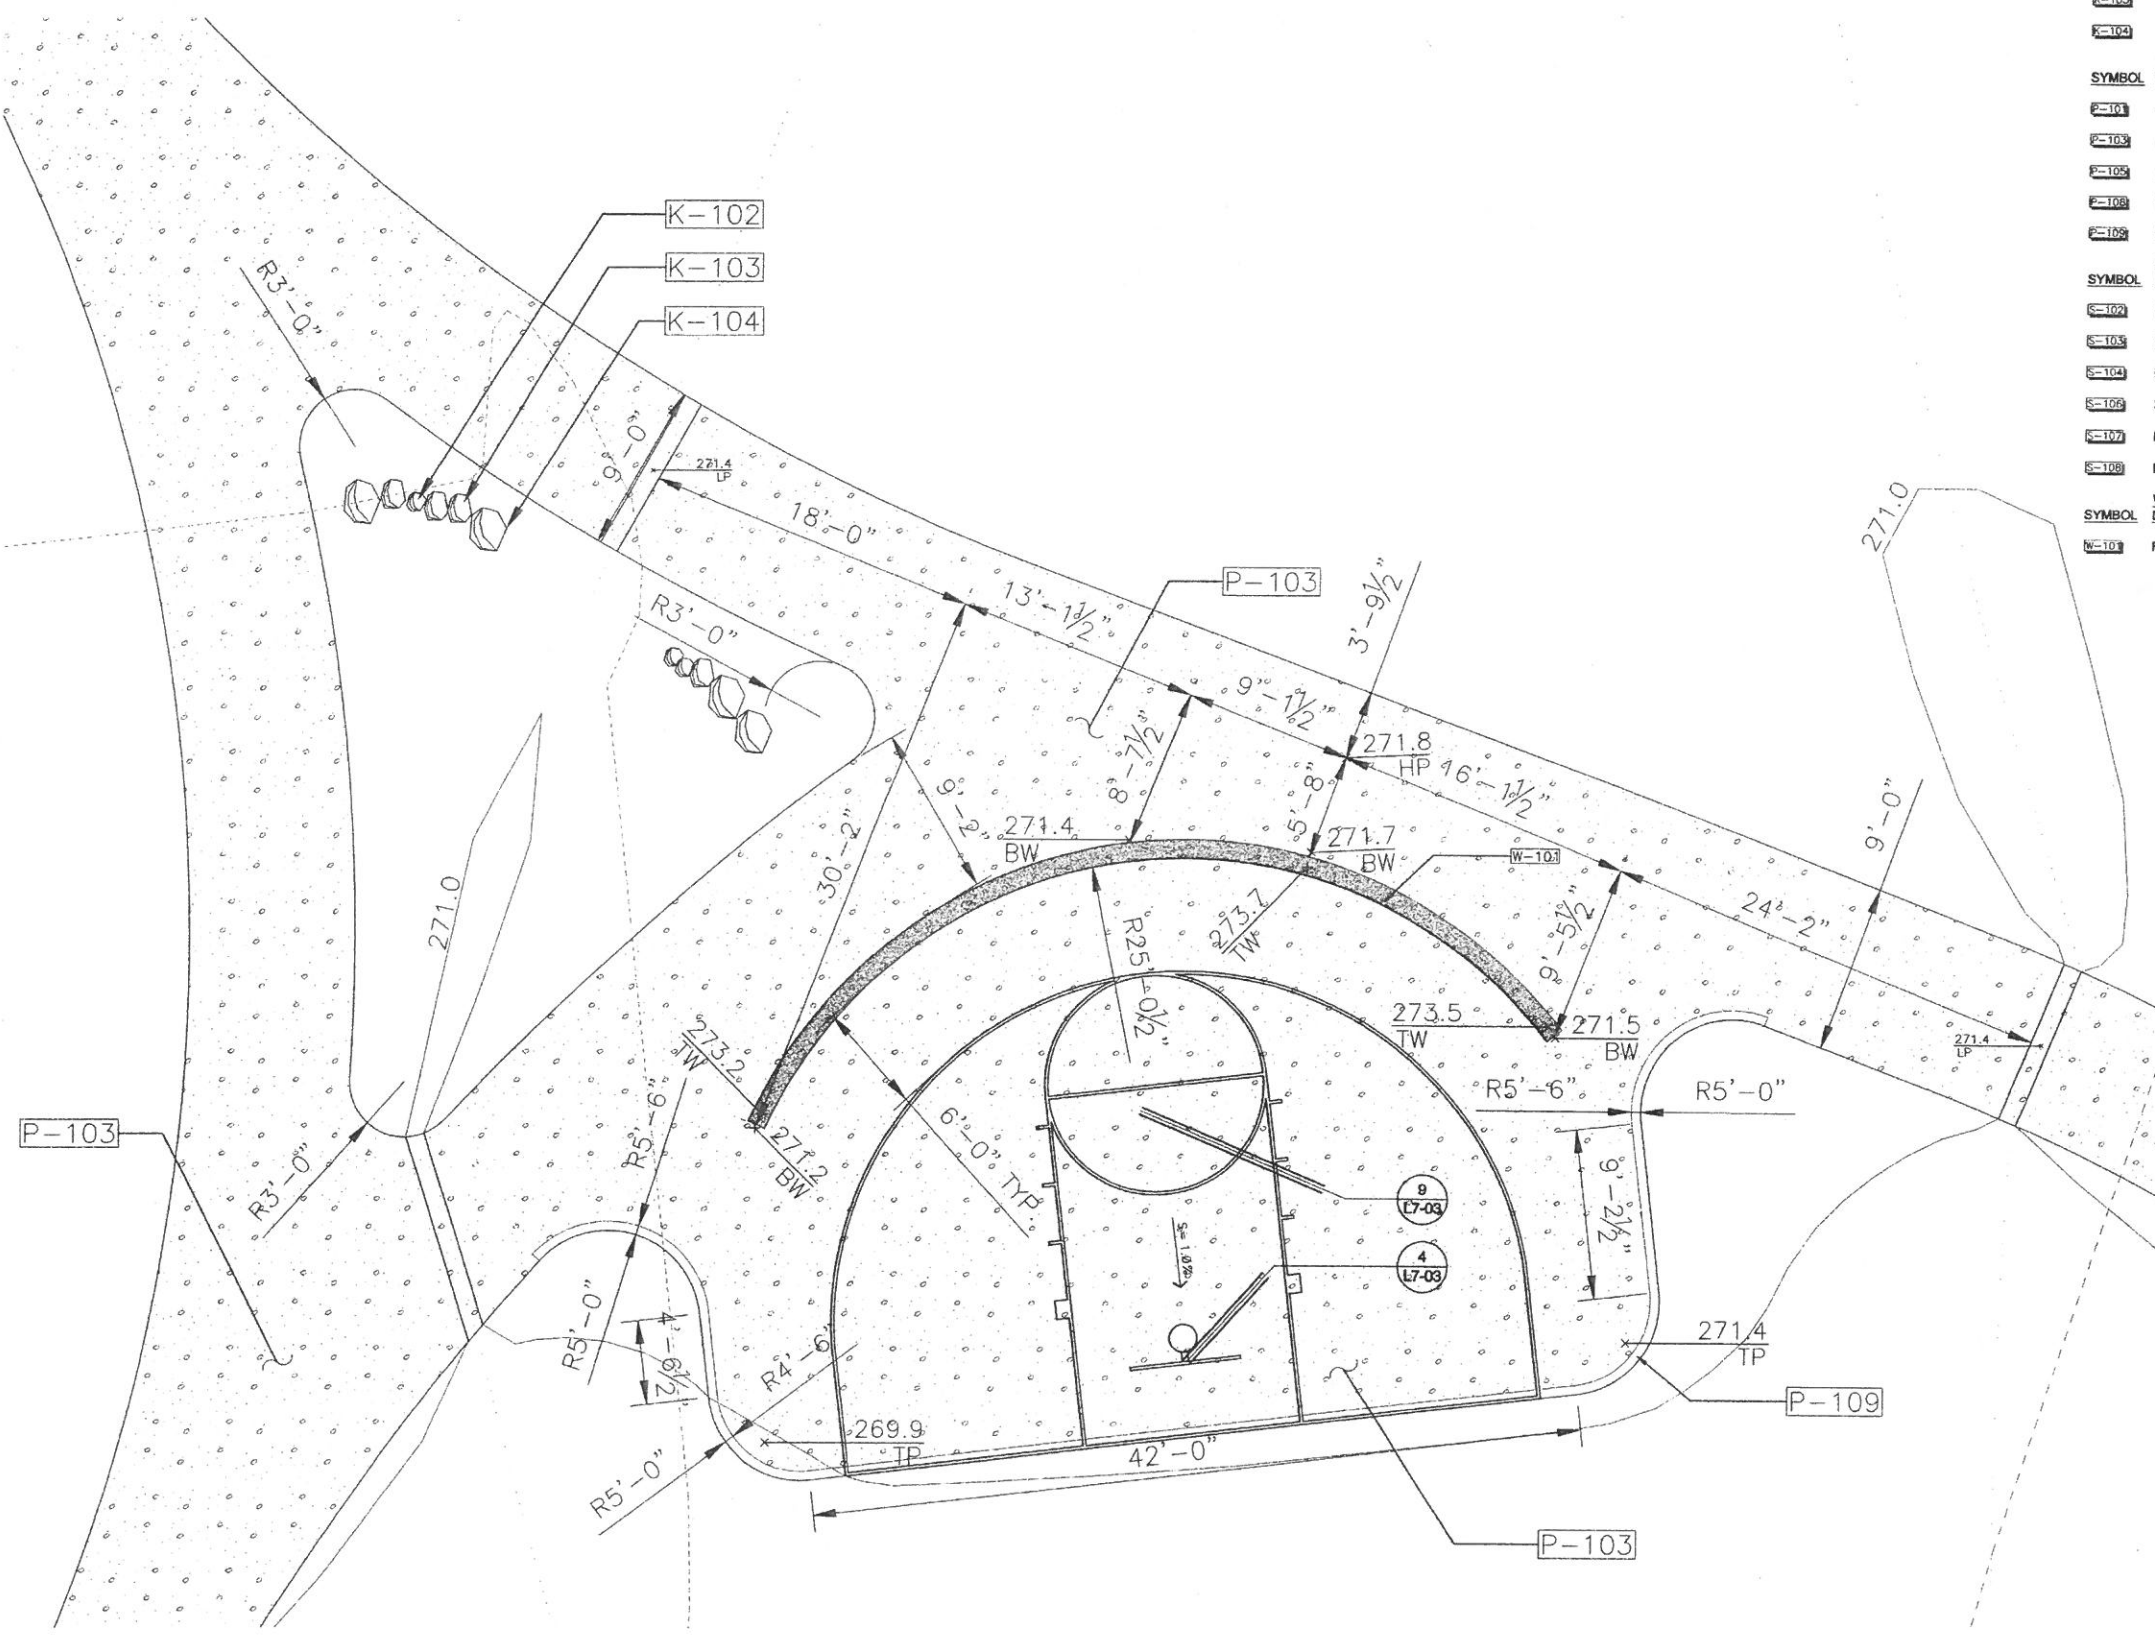 K-104
SYMBOL
P-101
P-103
P-105
P-108
P-109
SYMBOL
S-102
S-103
S-104
S-106
S-107
S-108
SYMBOL
W-101
K-102
K-103
K-104
R3'-0"
9'-0"
271.4
LP
18'-0"
13'-1½"
P-103
3'-9½"
271.0
R3'-0"
9'-1½"
8'-7½"
271.8
HP
16'-1½"
5'-8"
9'-2"
30'-2"
271.4
BW
271.7
BW
W-101
9'-0"
24'-2"
273.7
TW
9'-5½"
R25'-0½"
271.0
273.2
TW
271.2
BW
273.5
TW
271.5
BW
271.4
LP
R5'-6"
R5'-0"
P-103
R3'-0"
R5'-6"
6'-0" TYP.
9
L7-03
4
L7-03
S= 1.0%
9'-2½"
R5'-0"
4'-6½"
R4'-6"
271.4
TP
P-109
269.9
TP
42'-0"
R5'-0"
P-103